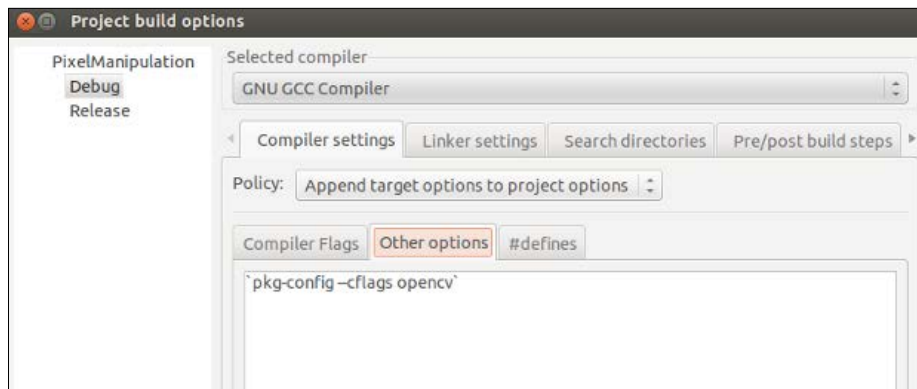 Project build options
PixelManipulation
Debug
Release
Selected compiler
GNU GCC Compiler
Compiler settings
Linker settings
Search directories
Pre/post build steps
Policy:
Append target options to project options
Compiler Flags
Other options
#defines
`pkg-config –cflags opencv`